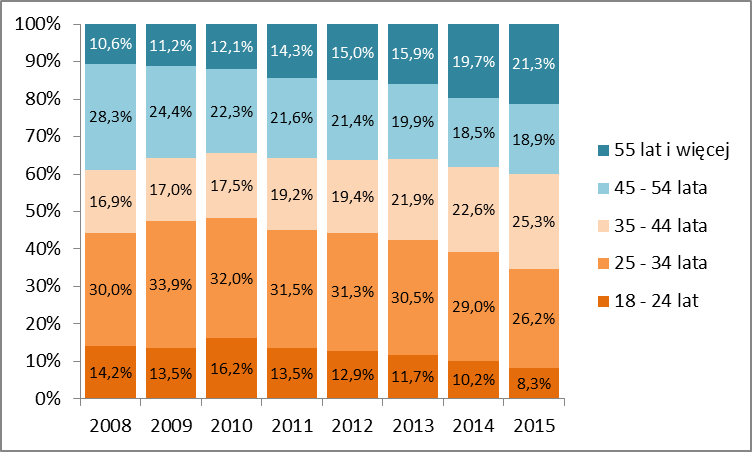 100%
10,6% 11,2% 12,1% 14,3% 15,0% 15,9% 19,7% 21,3%
90%
80%
28,3% 24,4% 22,3% 21,6% 21,4% 19,9% 18,5% 18,9%
70%
60%
16,9% 17,0% 17,5% 19,2% 19,4% 21,9% 22,6% 25,3%
50%
40%
30,0% 33,9% 32,0% 31,5% 31,3% 30,5% 29,0% 26,2%
30%
20%
10%
14,2% 13,5% 16,2% 13,5% 12,9% 11,7% 10,2% 8,3%
0%
2008 2009 2010 2011 2012 2013 2014 2015
55 lat i więcej
45 - 54 lata
35 - 44 lata
25 - 34 lata
18 - 24 lat